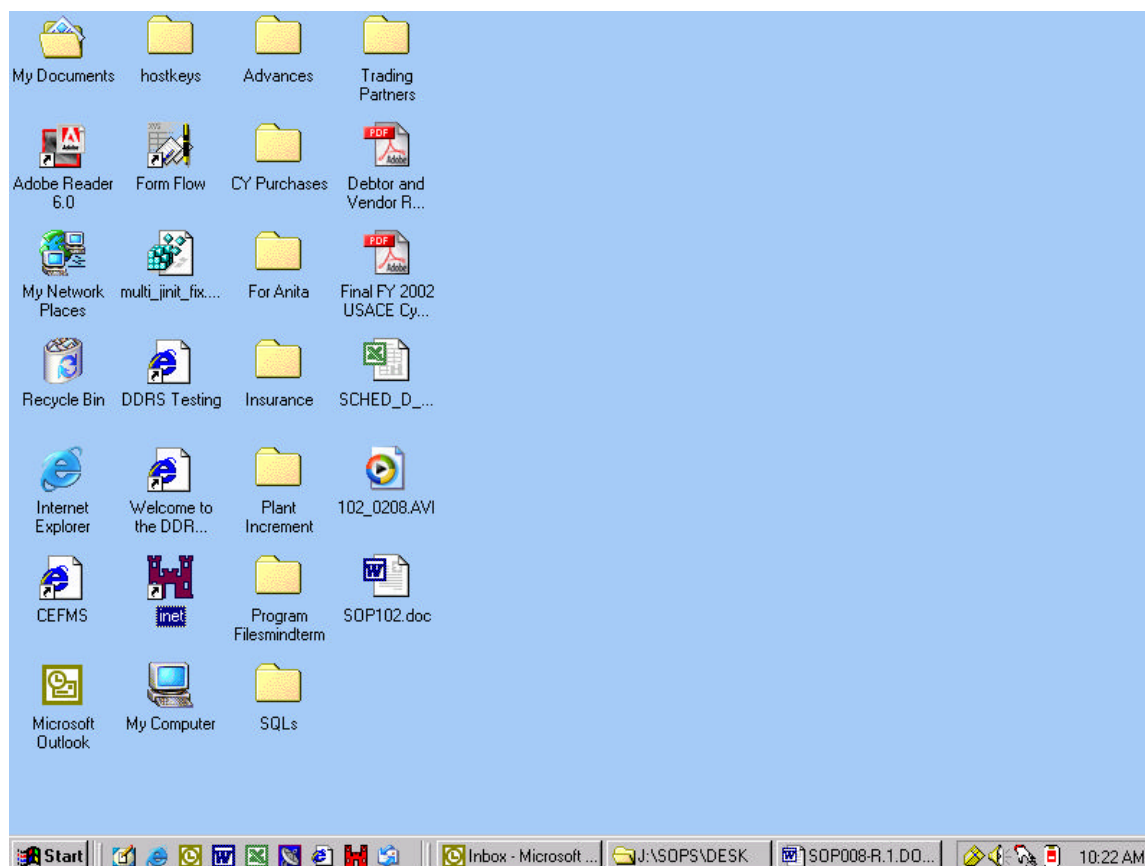 My Documents
hostkeys
Advances
Trading
Partners
Adobe Reader
6.0
Form Flow
CY Purchases
Debtor and
Vendor R...
My Network
Places
multi_jinit_fix....
For Anita
Final FY 2002
USACE Cy...
Recycle Bin
DDRS Testing
Insurance
SCHED_D_...
Internet
Explorer
Welcome to
the DDR...
Plant
Increment
102_0208.AVI
CEFMS
inet
Program
Filesmindterm
SOP102.doc
Microsoft
Outlook
My Computer
SQLs
Start
Inbox - Microsoft ...
J:\SOPS\DESK
SOP008-R.1.DO...
10:22 AM